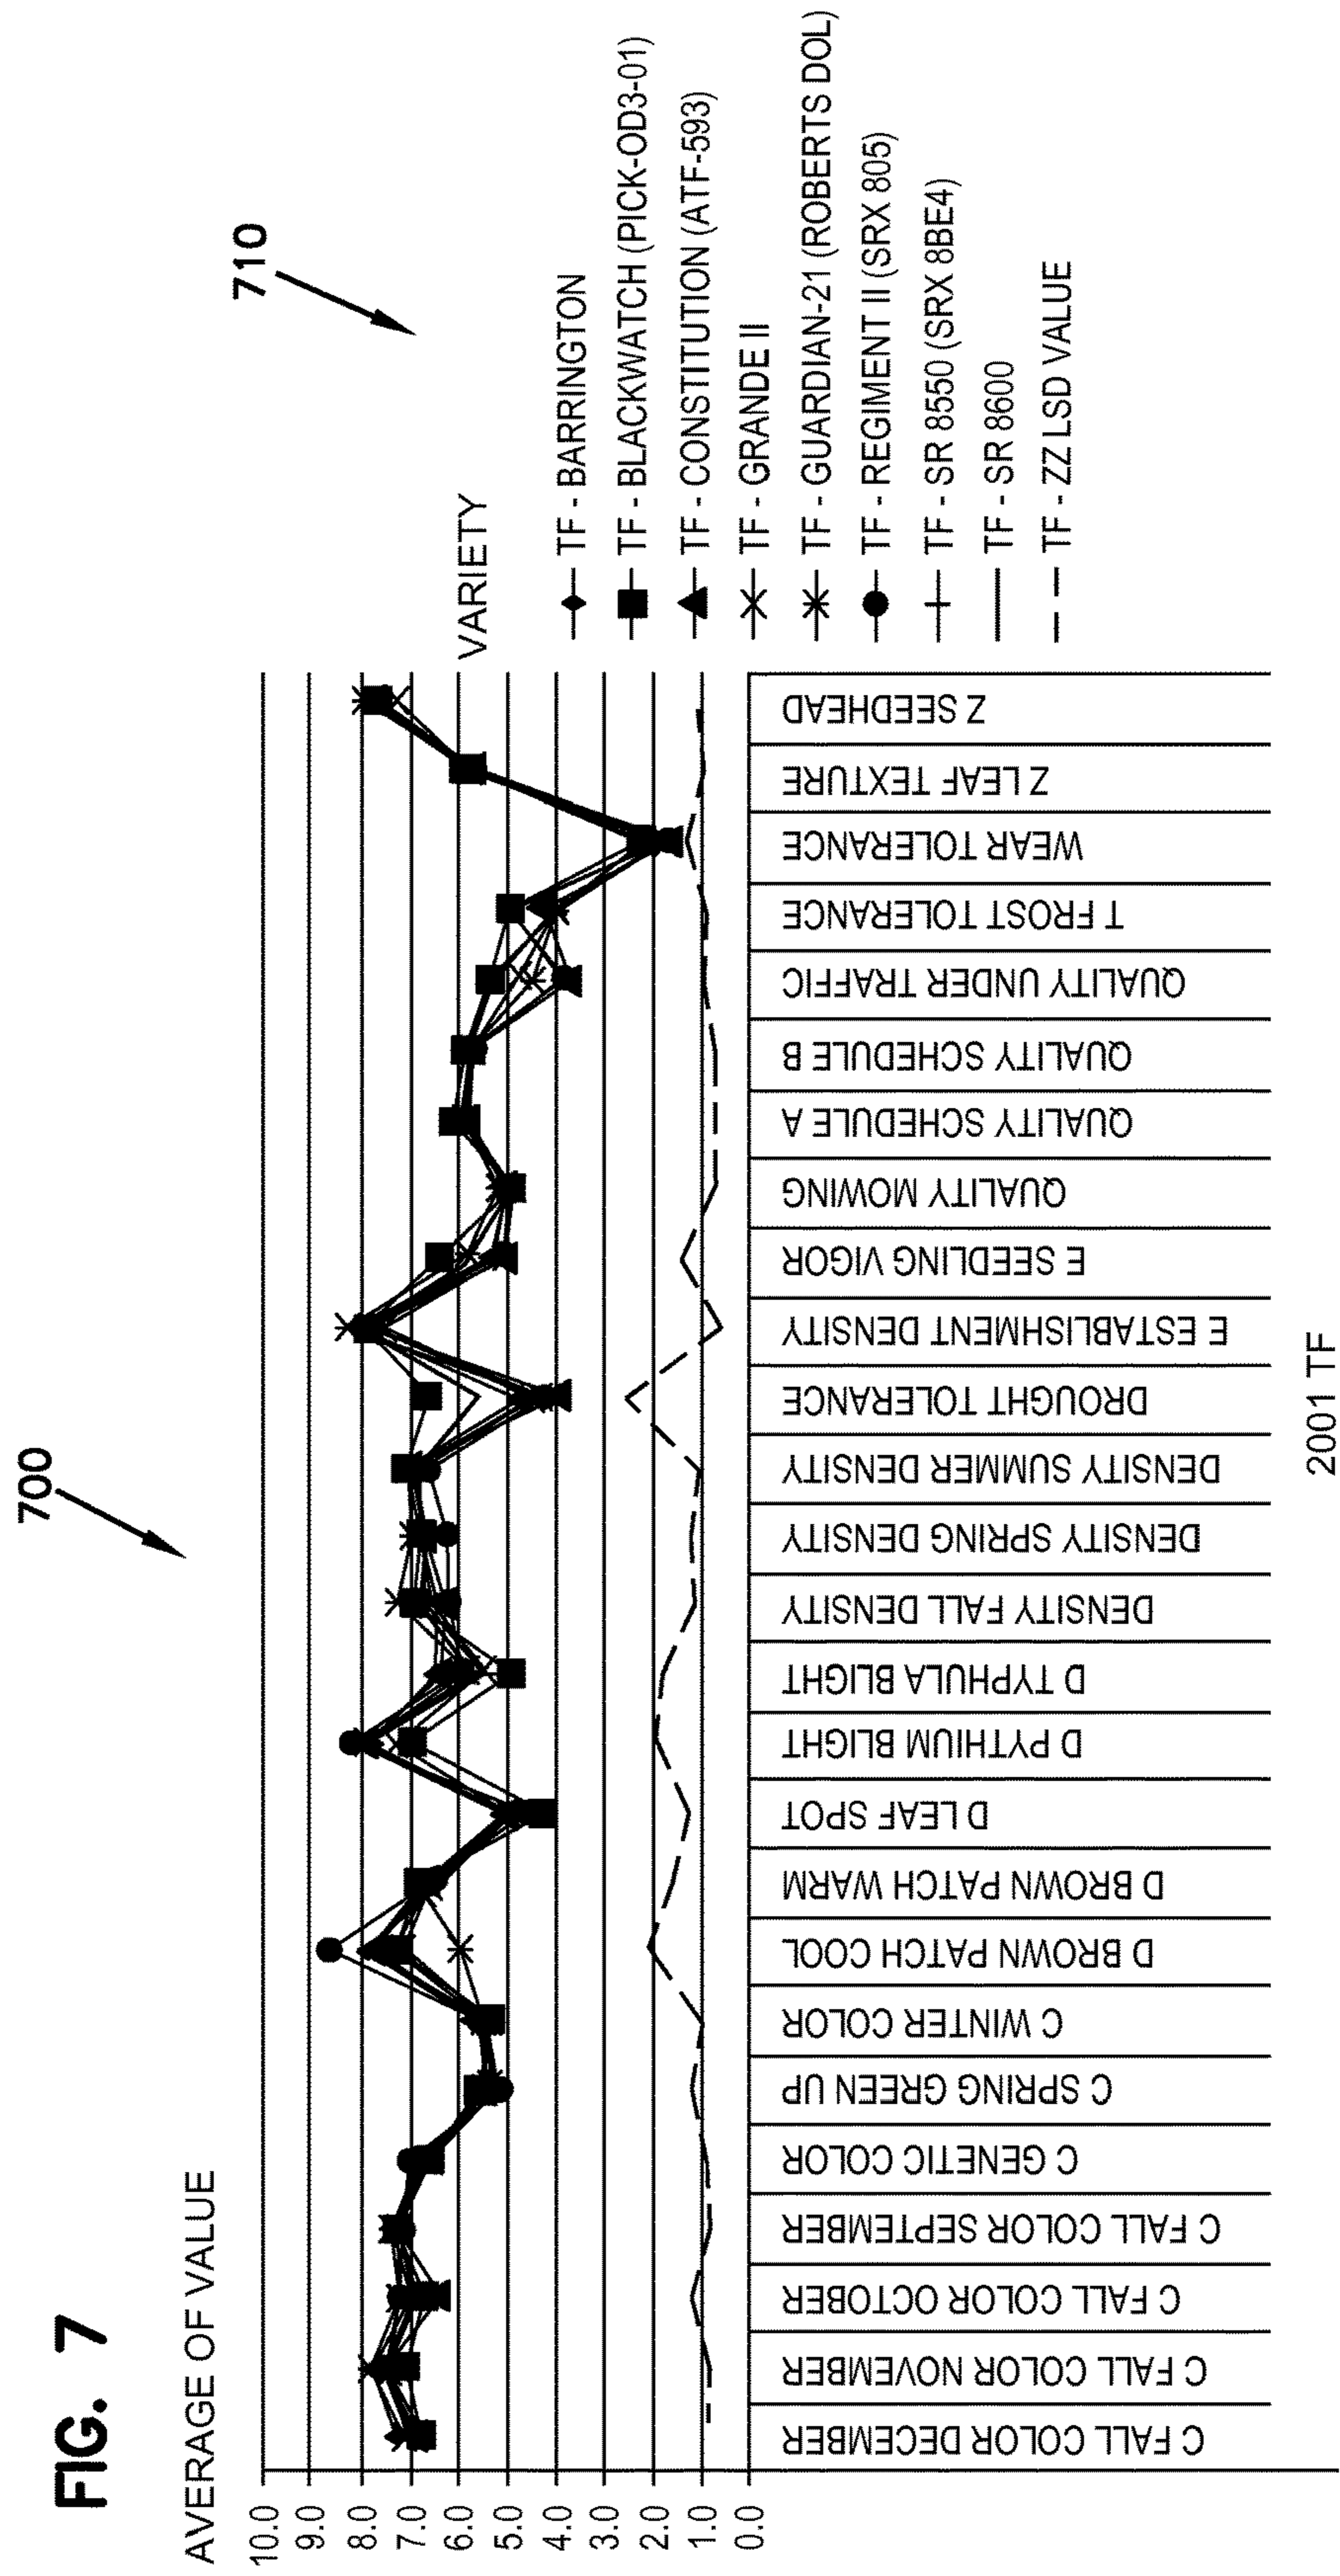 FIG. 7
700
710
AVERAGE OF VALUE
10.0
9.0
8.0
7.0
6.0
5.0
4.0
3.0
2.0
1.0
0.0
C FALL COLOR DECEMBER
C FALL COLOR NOVEMBER
C FALL COLOR OCTOBER
C FALL COLOR SEPTEMBER
C GENETIC COLOR
C SPRING GREEN UP
C WINTER COLOR
D BROWN PATCH COOL
D BROWN PATCH WARM
D LEAF SPOT
D PYTHIUM BLIGHT
D TYPHULA BLIGHT
DENSITY FALL DENSITY
DENSITY SPRING DENSITY
DENSITY SUMMER DENSITY
DROUGHT TOLERANCE
E ESTABLISHMENT DENSITY
E SEEDLING VIGOR
QUALITY MOWING
QUALITY SCHEDULE A
QUALITY SCHEDULE B
QUALITY UNDER TRAFFIC
T FROST TOLERANCE
WEAR TOLERANCE
Z LEAF TEXTURE
Z SEEDHEAD
2001 TF
VARIETY
TF - BARRINGTON
TF - BLACKWATCH (PICK-OD3-01)
TF - CONSTITUTION (ATF-593)
TF - GRANDE II
TF - GUARDIAN-21 (ROBERTS DOL)
TF - REGIMENT II (SRX 805)
TF - SR 8550 (SRX 8BE4)
TF - SR 8600
TF - ZZ LSD VALUE